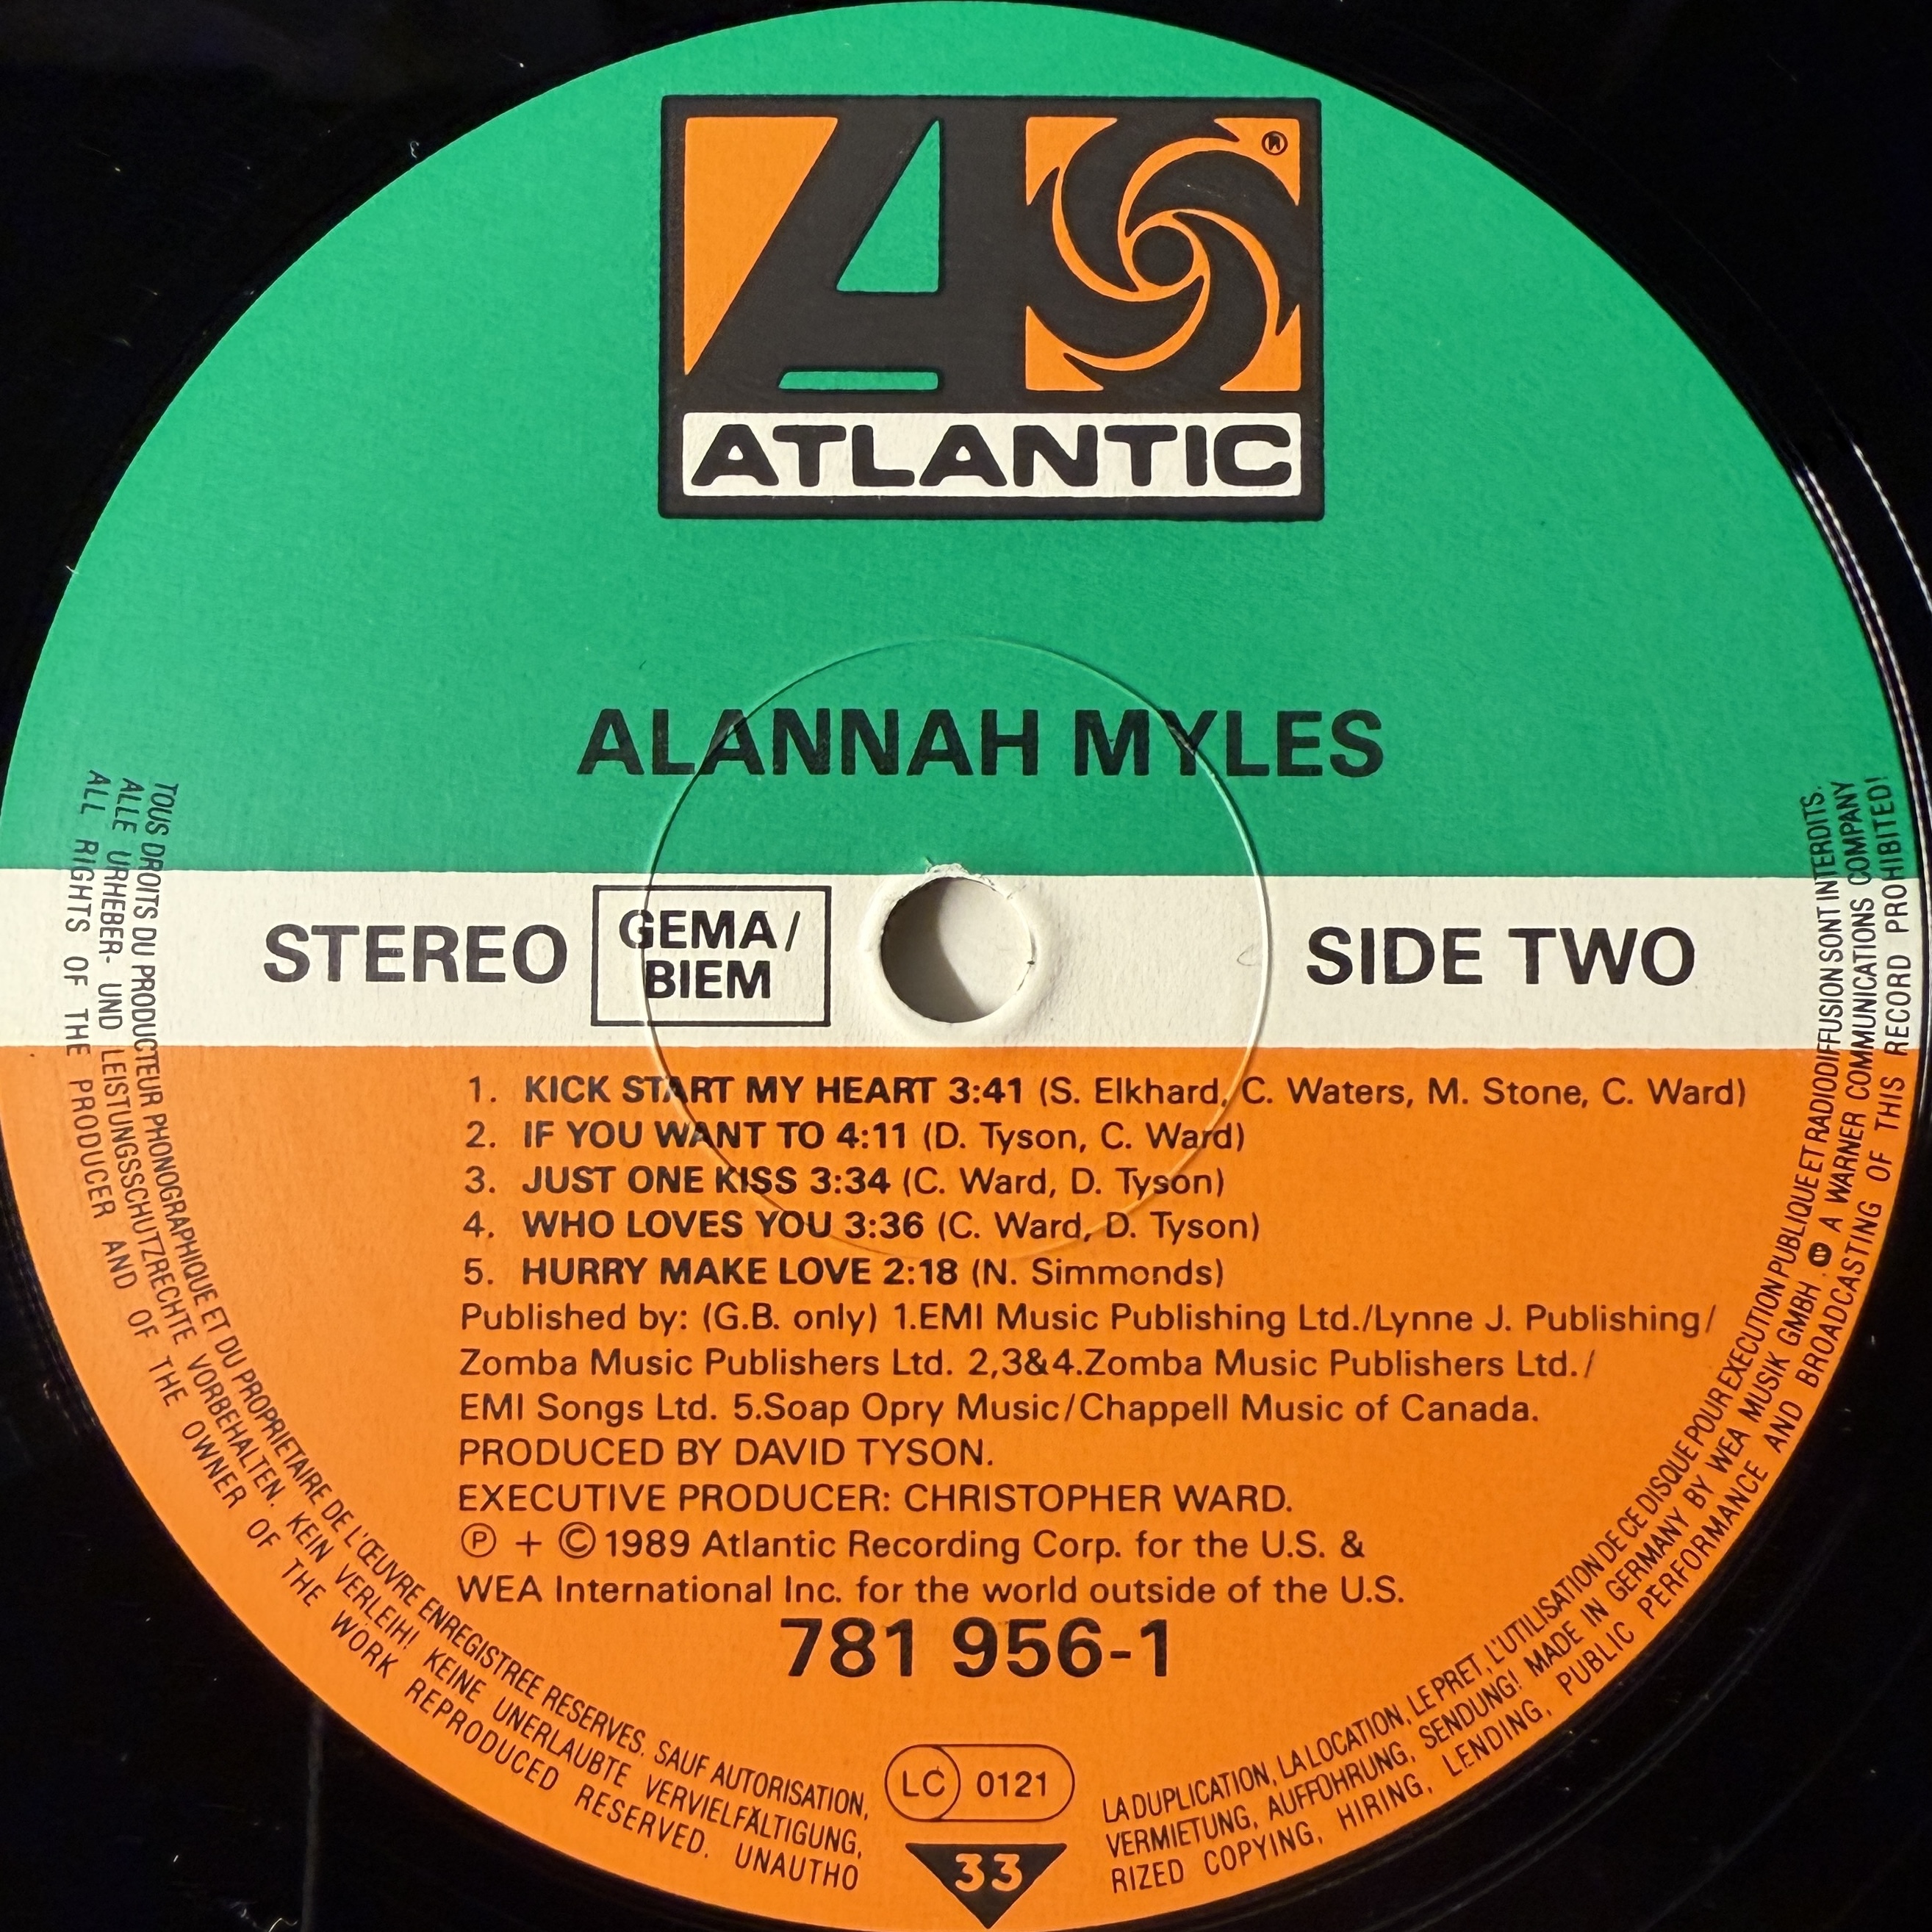 ATLANTIC
®
ALANNAH MYLES
STEREO
GEMA/
BIEM
SIDE TWO
1. KICK START MY HEART 3:41 (S. Elkhard, C. Waters, M. Stone, C. Ward)
2. IF YOU WANT TO 4:11 (D. Tyson, C. Ward)
3. JUST ONE KISS 3:34 (C. Ward, D. Tyson)
4. WHO LOVES YOU 3:36 (C. Ward, D. Tyson)
5. HURRY MAKE LOVE 2:18 (N. Simmonds)
Published by: (G.B. only) 1.EMI Music Publishing Ltd./Lynne J. Publishing/
Zomba Music Publishers Ltd. 2,3&4.Zomba Music Publishers Ltd./
EMI Songs Ltd. 5.Soap Opry Music/Chappell Music of Canada.
PRODUCED BY DAVID TYSON.
EXECUTIVE PRODUCER: CHRISTOPHER WARD.
Ⓟ + © 1989 Atlantic Recording Corp. for the U.S. &
WEA International Inc. for the world outside of the U.S.
781 956-1
LC 0121
33
TOUS DROITS DU PRODUCTEUR PHONOGRAPHIQUE ET DU PROPRIETAIRE DE L'ŒUVRE ENREGISTREE RESERVES. SAUF AUTORISATION, LA DUPLICATION, LA LOCATION, LE PRET, L'UTILISATION DE CE DISQUE POUR EXECUTION PUBLIQUE ET RADIODIFFUSION SONT INTERDITS.
ALLE URHEBER- UND LEISTUNGSSCHUTZRECHTE VORBEHALTEN. KEIN VERLEIH! KEINE UNERLAUBTE VERVIELFÄLTIGUNG, VERMIETUNG, AUFFÜHRUNG, SENDUNG! MADE IN GERMANY BY WEA MUSIK GMBH. A WARNER COMMUNICATIONS COMPANY
ALL RIGHTS OF THE PRODUCER AND OF THE OWNER OF THE WORK REPRODUCED RESERVED. UNAUTHORIZED COPYING, HIRING, LENDING, PUBLIC PERFORMANCE AND BROADCASTING OF THIS RECORD PROHIBITED!